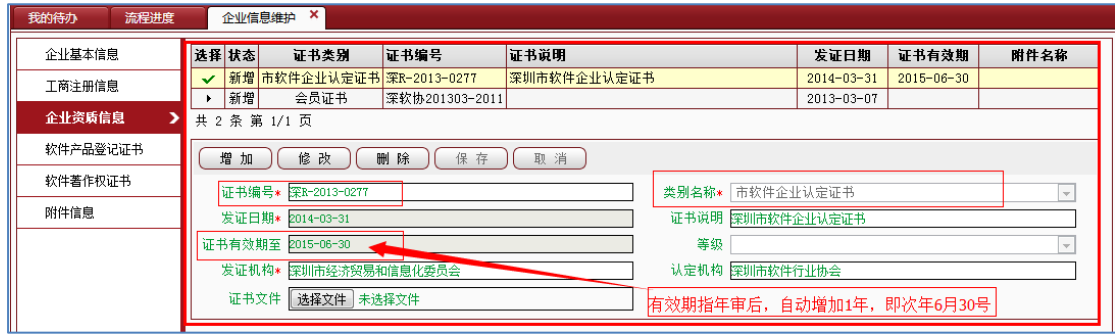 我的待办 流程进度 企业信息维护 ×
企业基本信息
工商注册信息
企业资质信息
软件产品登记证书
软件著作权证书
附件信息
选择 状态 证书类别 证书编号 证书说明 发证日期 证书有效期 附件名称
新增 市软件企业认定证书 深R-2013-0277 深圳市软件企业认定证书 2014-03-31 2015-06-30
新增 会员证书 深软协201303-2011 2013-03-07
共 2 条 第 1/1 页
增 加 修 改 删 除 保 存 取 消
证书编号* 深R-2013-0277 类别名称* 市软件企业认定证书
发证日期* 2014-03-31 证书说明 深圳市软件企业认定证书
证书有效期至 2015-06-30 等级
发证机构* 深圳市经济贸易和信息化委员会 认定机构 深圳市软件行业协会
证书文件 选择文件 未选择文件
有效期指年审后，自动增加1年，即次年6月30号